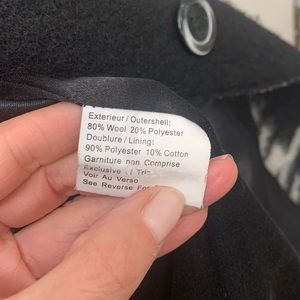 Exterieur / Outershell:
80% Wool 20% Polyester
Doublure / Lining:
90% Polyester 10% Cotton
Garniture non Comprise
Exclusive
Voir Au Verso
See Reverse